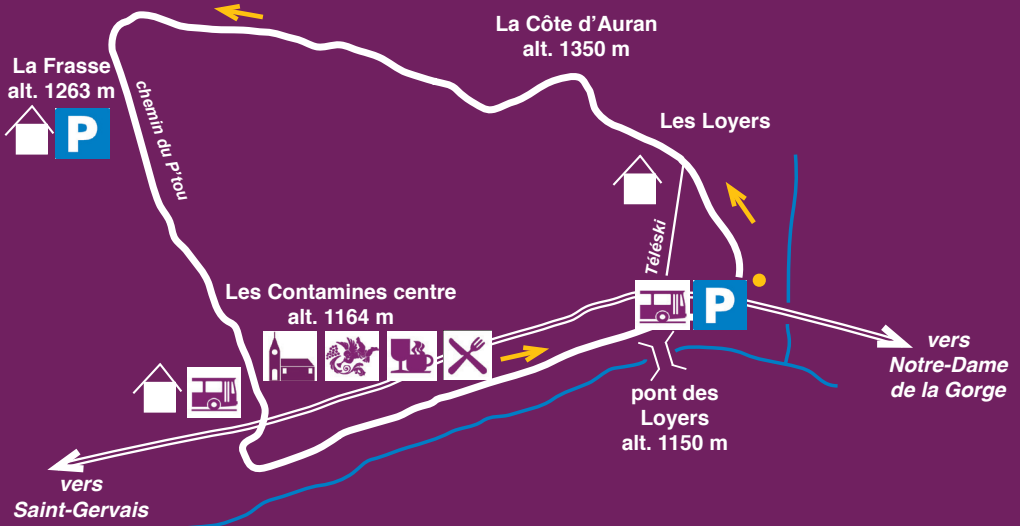 La Côte d'Auran
alt. 1350 m
La Frasse
alt. 1263 m
P
chemin du P'tou
Les Loyers
Téléski
Les Contamines centre
alt. 1164 m
P
vers
Notre-Dame
de la Gorge
pont des
Loyers
alt. 1150 m
vers
Saint-Gervais